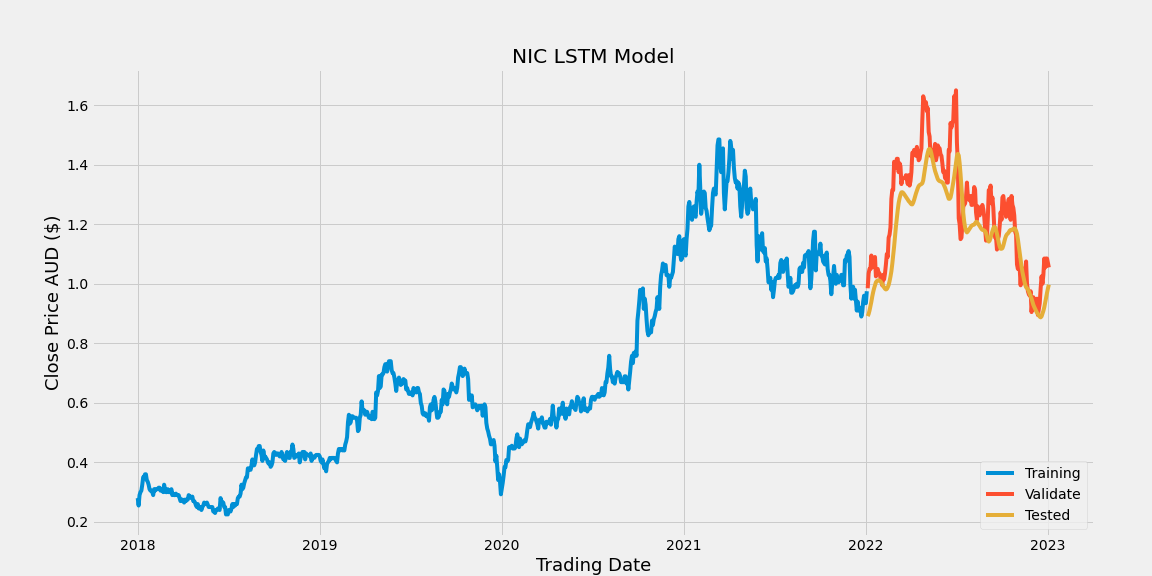 NIC LSTM Model
Close Price AUD ($)
1.6
1.4
1.2
1.0
0.8
0.6
0.4
0.2
2018 2019 2020 2021 2022 2023
Trading Date
Training
Validate
Tested